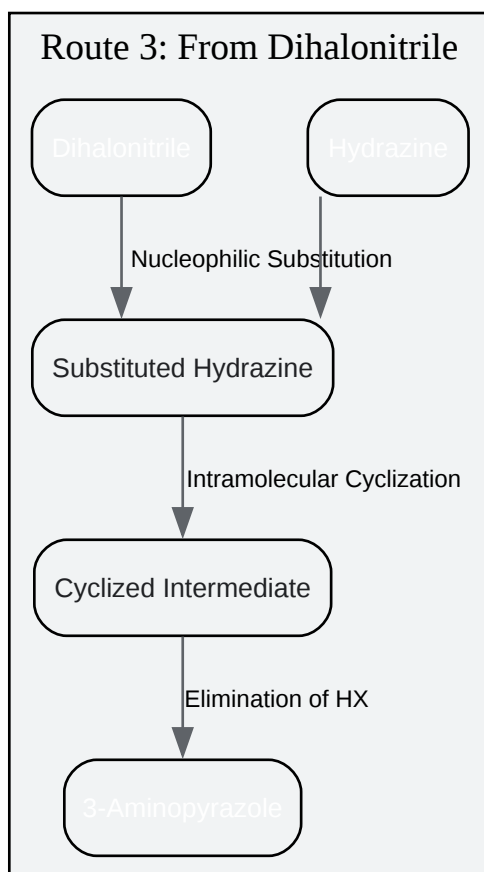 Route 3: From Dihalonitrile
Dihalonitrile
Hydrazine
Nucleophilic Substitution
Substituted Hydrazine
Intramolecular Cyclization
Cyclized Intermediate
Elimination of HX
3-Aminopyrazole